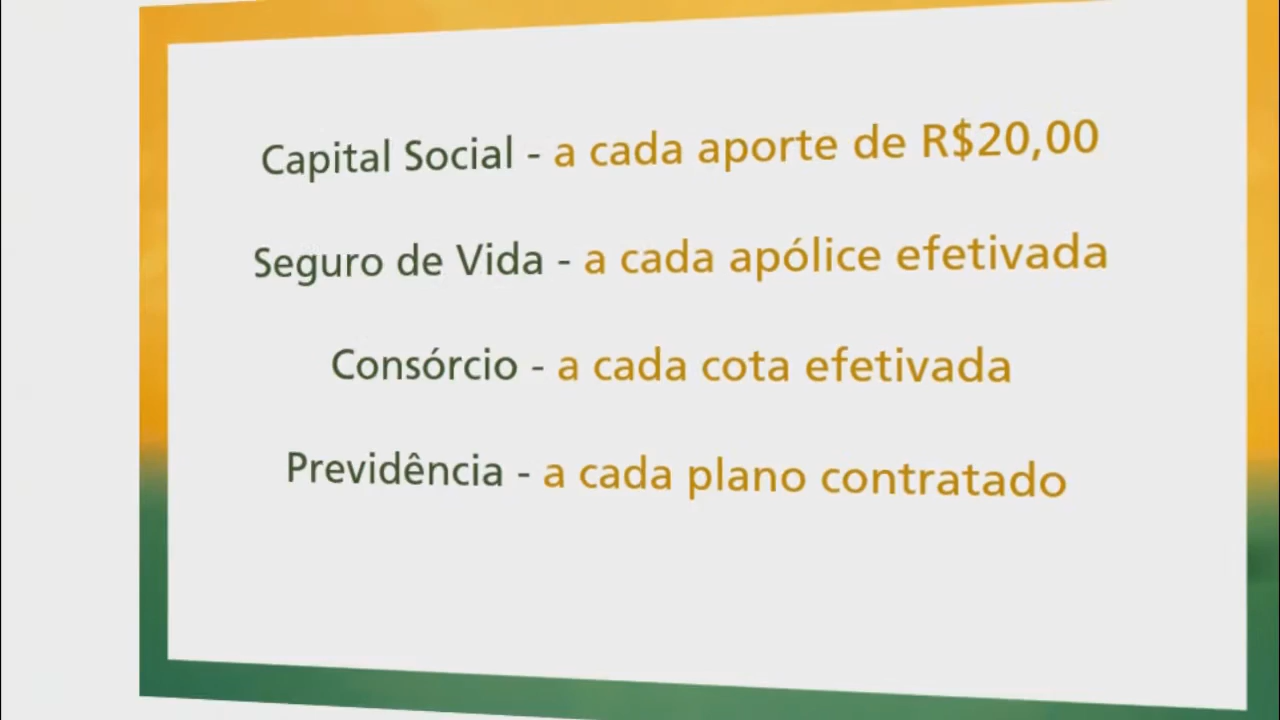 Capital Social - a cada aporte de R$20,00
Seguro de Vida - a cada apólice efetivada
Consórcio - a cada cota efetivada
Previdência - a cada plano contratado